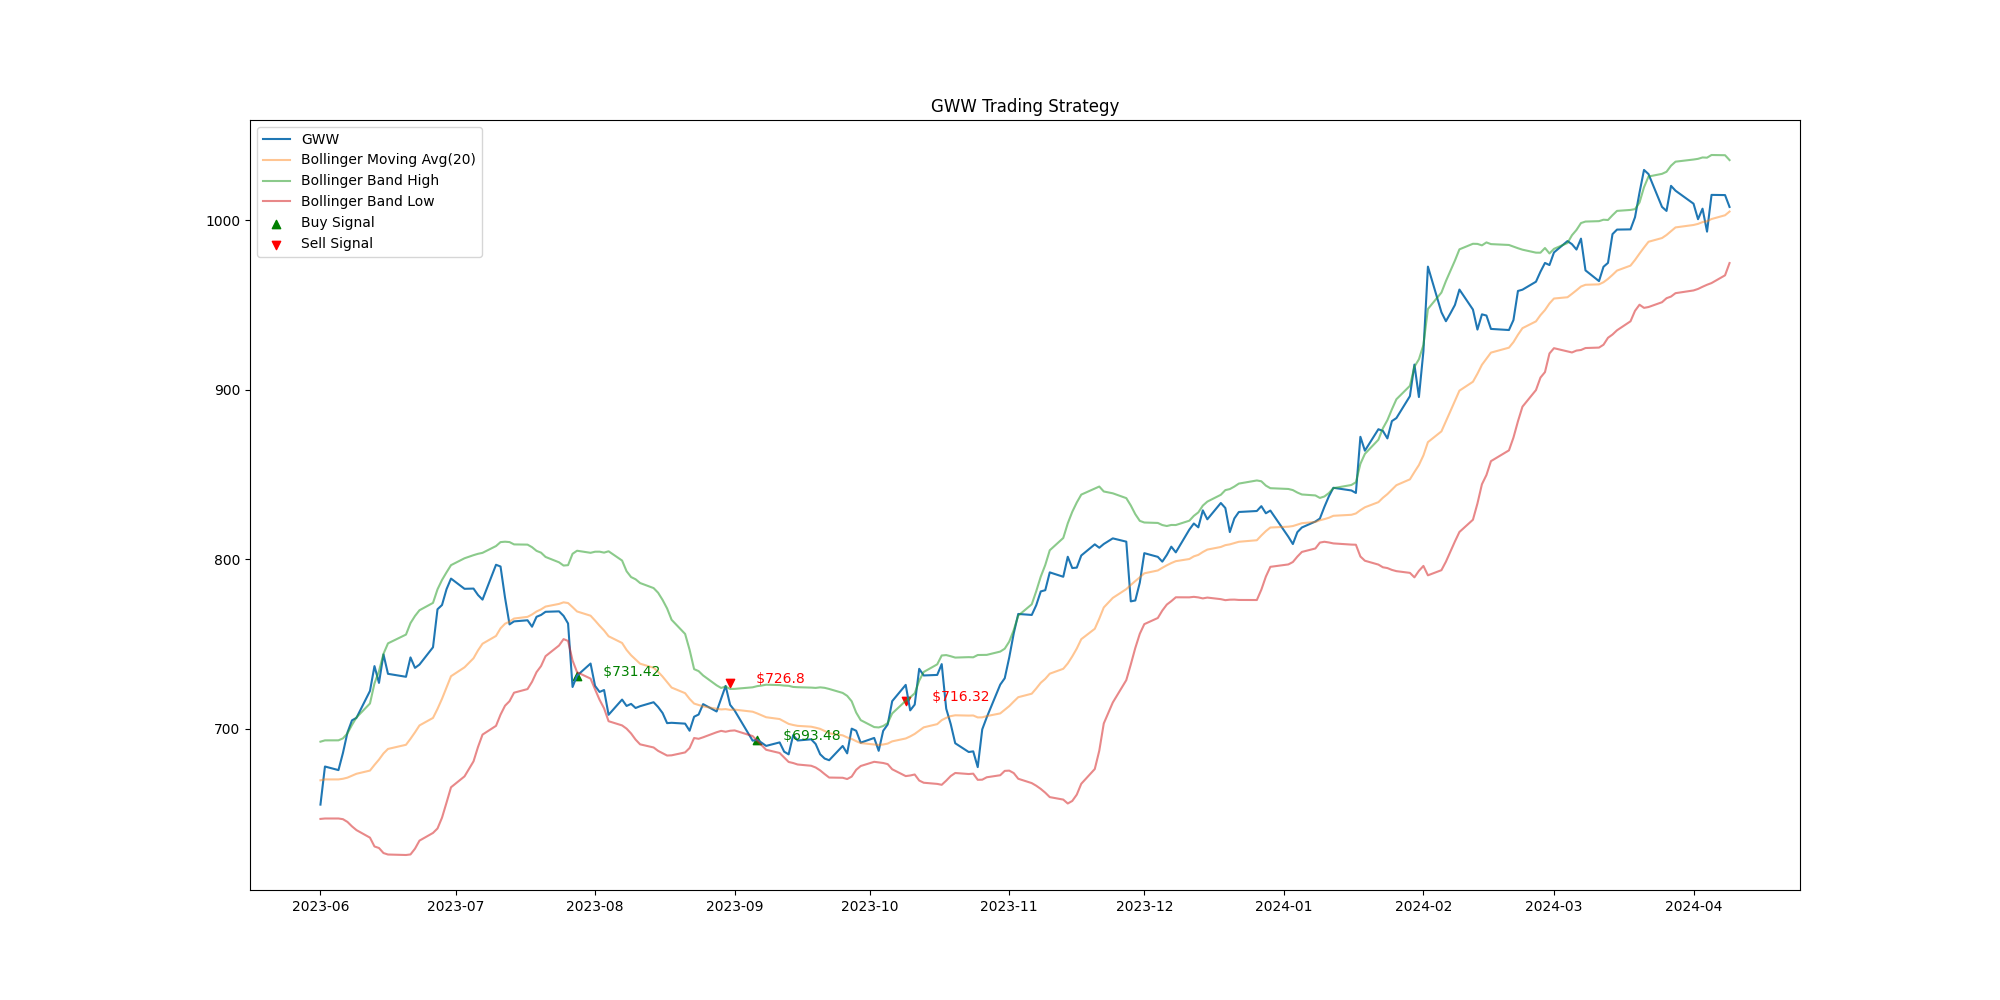 GWW Trading Strategy
GWW
Bollinger Moving Avg(20)
Bollinger Band High
Bollinger Band Low
Buy Signal
Sell Signal
1000
900
800
700
$731.42
$726.8
$693.48
$716.32
2023-06
2023-07
2023-08
2023-09
2023-10
2023-11
2023-12
2024-01
2024-02
2024-03
2024-04